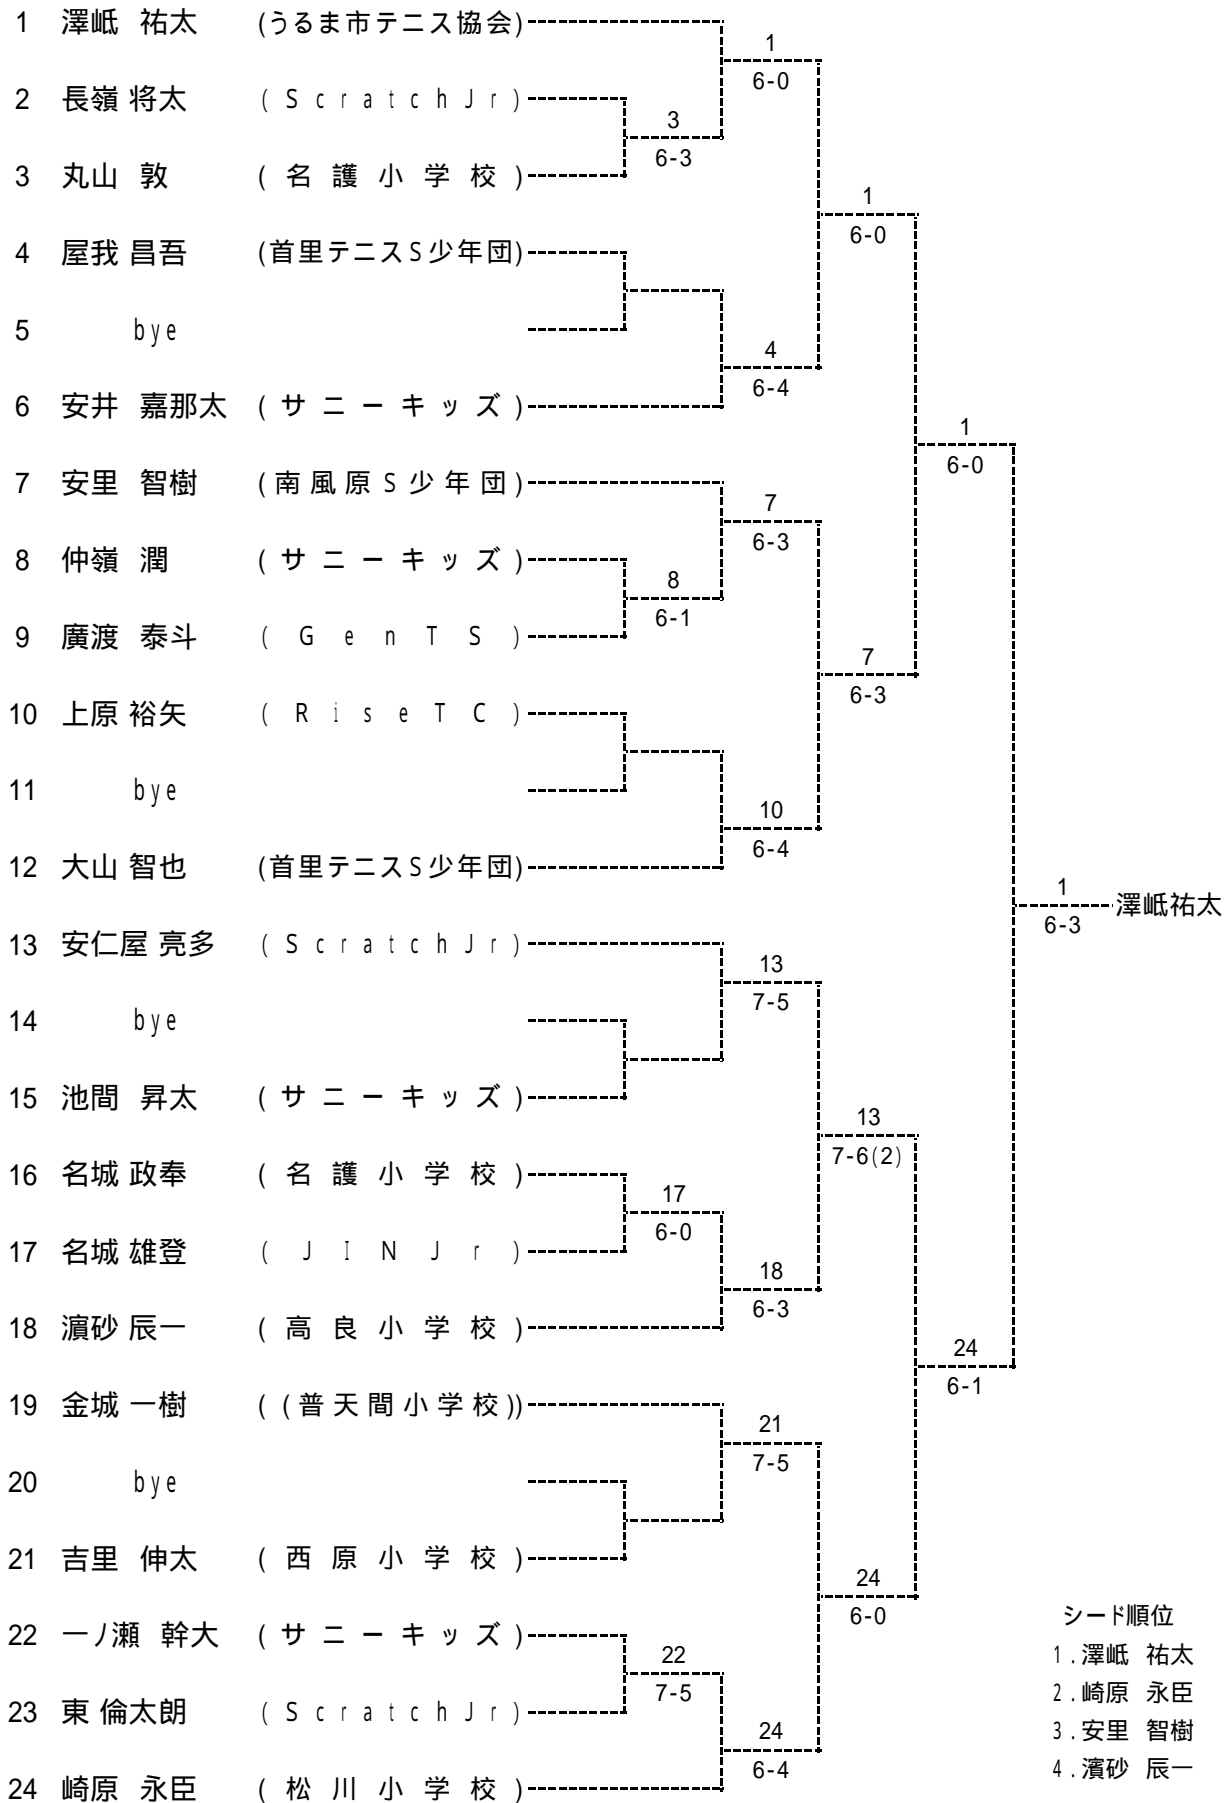 1 澤岻 祐太 (うるま市テニス協会)
1
6-0
2 長嶺 将太 (ScratchJr)
3
6-3
3 丸山 敦 (名護小学校)
1
6-0
4 屋我 昌吾 (首里テニスS少年団)
5 bye
4
6-4
6 安井 嘉那太 (サニーキッズ)
1
6-0
7 安里 智樹 (南風原S少年団)
7
6-3
8 仲嶺 潤 (サニーキッズ)
8
6-1
9 廣渡 泰斗 (GenTS)
7
6-3
10 上原 裕矢 (RiseTC)
11 bye
10
6-4
12 大山 智也 (首里テニスS少年団)
1
6-3
澤岻祐太
13 安仁屋 亮多 (ScratchJr)
13
7-5
14 bye
15 池間 昇太 (サニーキッズ)
13
7-6(2)
16 名城 政奉 (名護小学校)
17
6-0
17 名城 雄登 (JINJr)
18
6-3
18 濵砂 辰一 (高良小学校)
24
6-1
19 金城 一樹 ((普天間小学校))
21
7-5
20 bye
21 吉里 伸太 (西原小学校)
24
6-0
22 一ノ瀬 幹大 (サニーキッズ)
22
7-5
23 東 倫太朗 (ScratchJr)
24
6-4
24 崎原 永臣 (松川小学校)
シード順位
1.澤岻 祐太
2.崎原 永臣
3.安里 智樹
4.濱砂 辰一